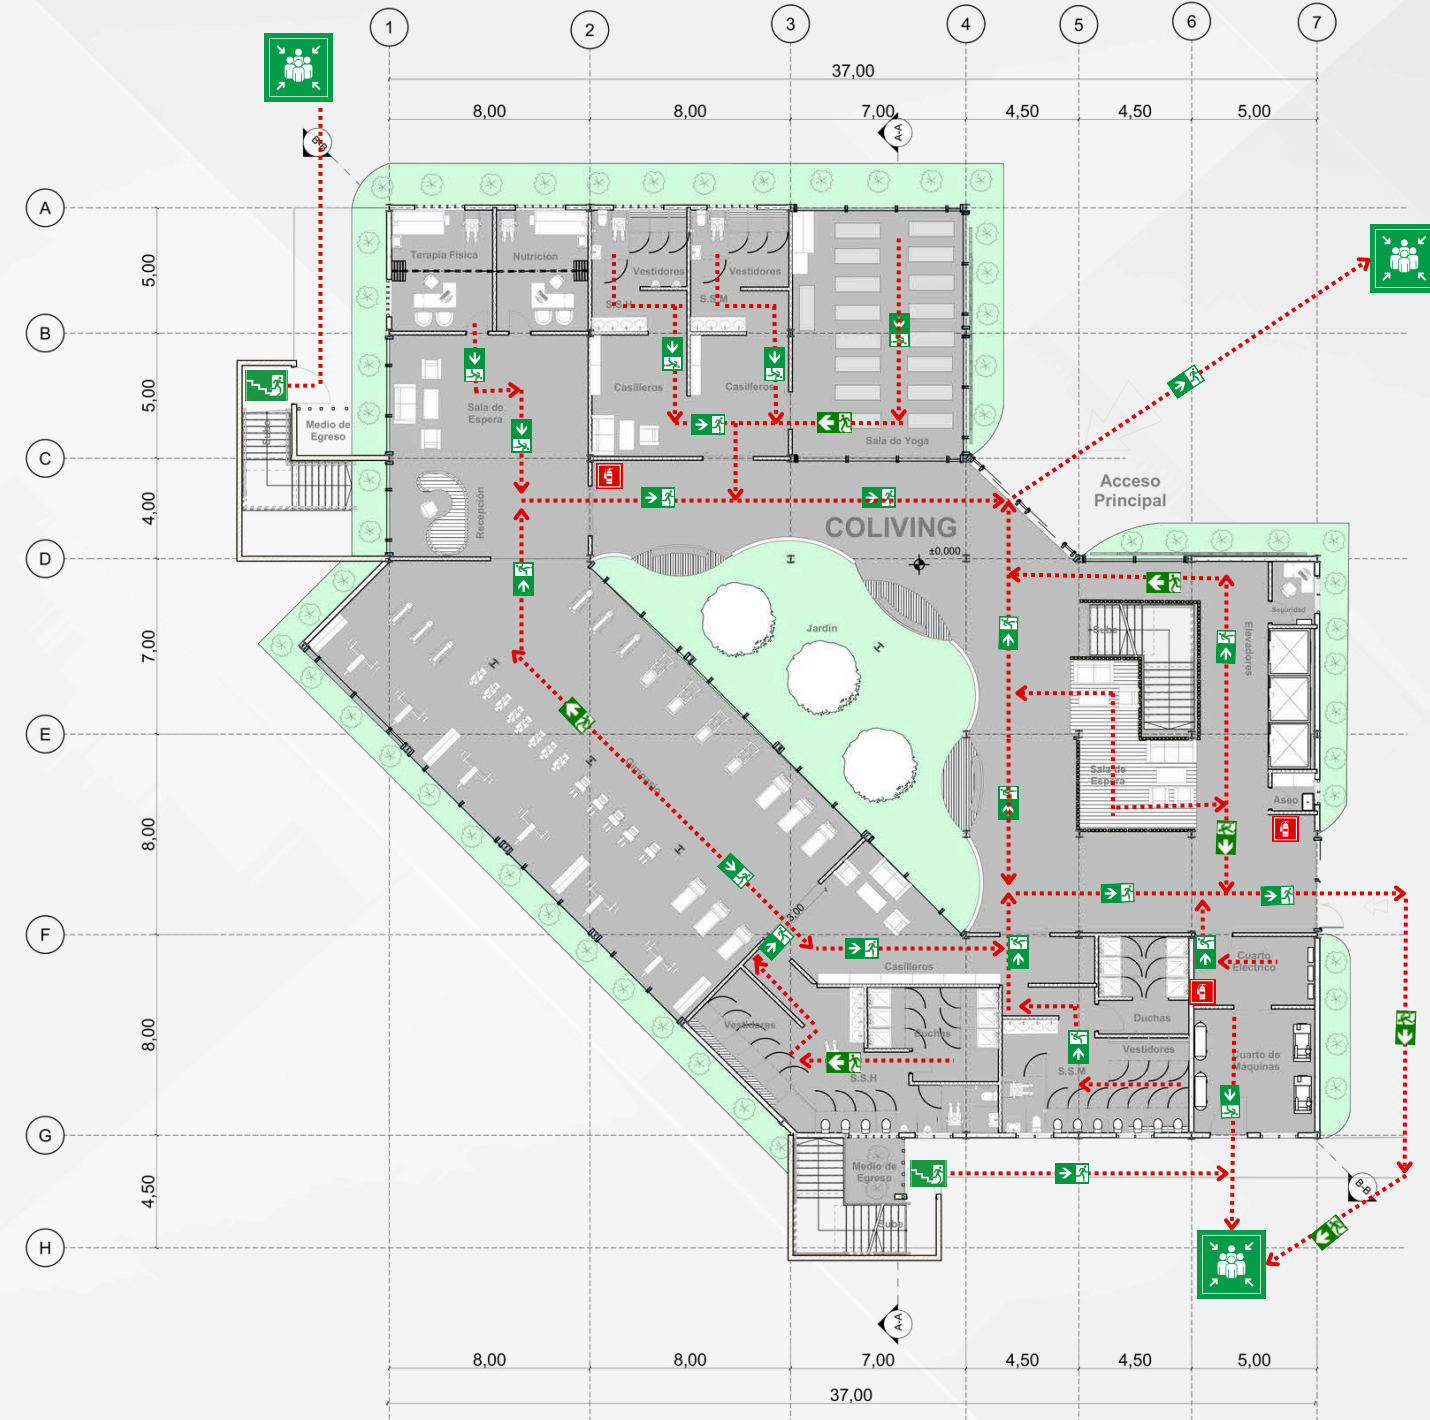 1
2
3
4
5
6
7
37,00
8,00
8,00
7,00
4,50
4,50
5,00
A-A
B-B
A
B
C
D
E
F
G
H
5,00
5,00
4,00
7,00
8,00
8,00
4,50
Terapia Física
Nutrición
Vestidores
Vestidores
S.S.H
S.S.M
Casilleros
Casilleros
Sala de Yoga
Sala de
Espera
Medio de
Egreso
Sube
Recepción
COLIVING
±0,000
Acceso
Principal
Jardín
Sube
Seguridad
Elevadores
Sala de
Espera
Aseo
3,00
Casilleros
Cuarto
Eléctrico
Vestidores
Duchas
Duchas
Vestidores
S.S.H
S.S.M
Cuarto de
Máquinas
Medio de
Egreso
Sube
B-B
A-A
8,00
8,00
7,00
4,50
4,50
5,00
37,00